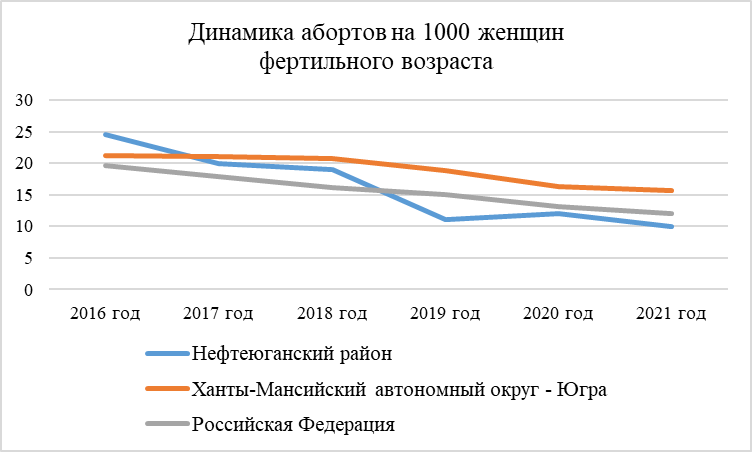 Динамика абортов на 1000 женщин
фертильного возраста
30
25
20
15
10
5
0
2016 год 2017 год 2018 год 2019 год 2020 год 2021 год
Нефтеюганский район
Ханты-Мансийский автономный округ - Югра
Российская Федерация